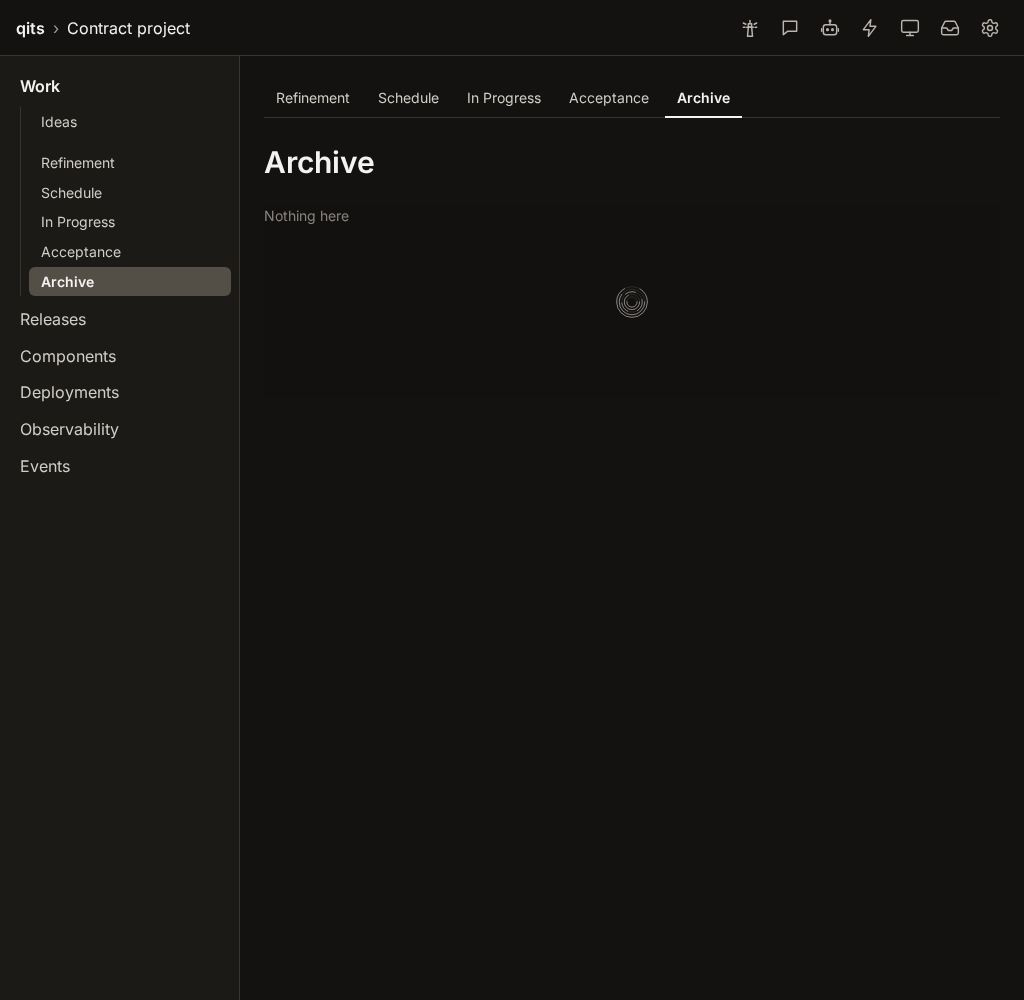 qits › Contract project
Work
Ideas
Refinement
Schedule
In Progress
Acceptance
Archive
Releases
Components
Deployments
Observability
Events
Refinement Schedule In Progress Acceptance Archive
Archive
Nothing here